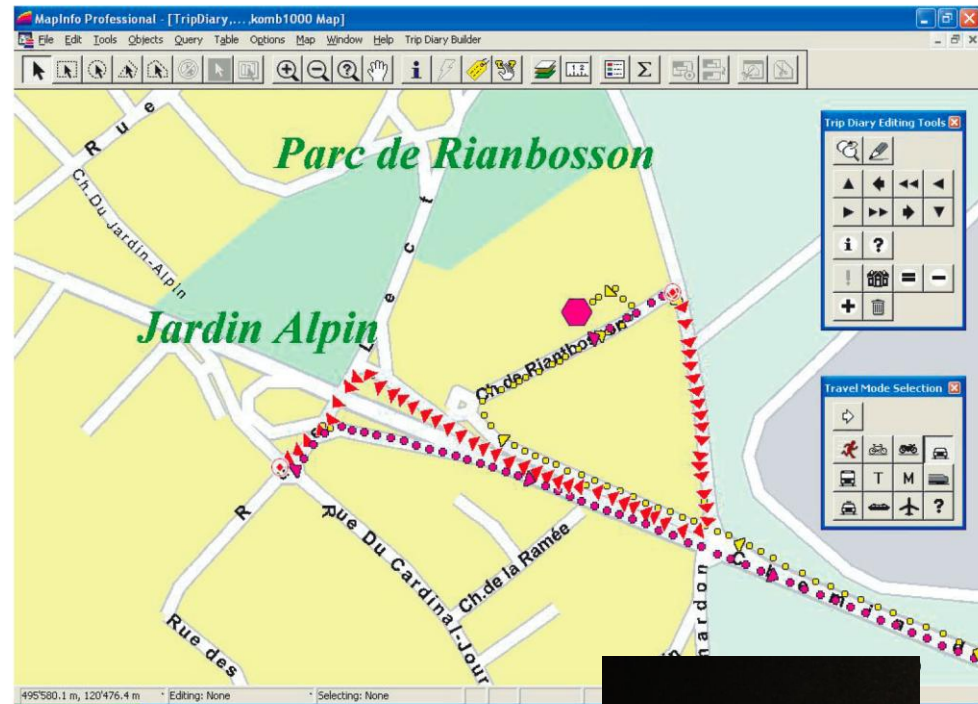 MapInfo Professional - [TripDiary,...,komb1000 Map]
File Edit Tools Objects Query Table Options Map Window Help Trip Diary Builder
Parc de Rianbosson
Rue
Ch.Du Jardin-Alpin
Lect
Jardin Alpin
Ch.de Rianbosson
Trip Diary Editing Tools
i ?
! = -
+
Travel Mode Selection
T M
?
R
Rue Du Cardinal-Jour
Ch.de la Ramée
Rue des
nardon
Chemin d
495'580.1 m, 120'476.4 m Editing: None Selecting: None